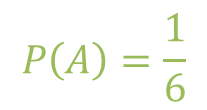 P(A) = 1/6